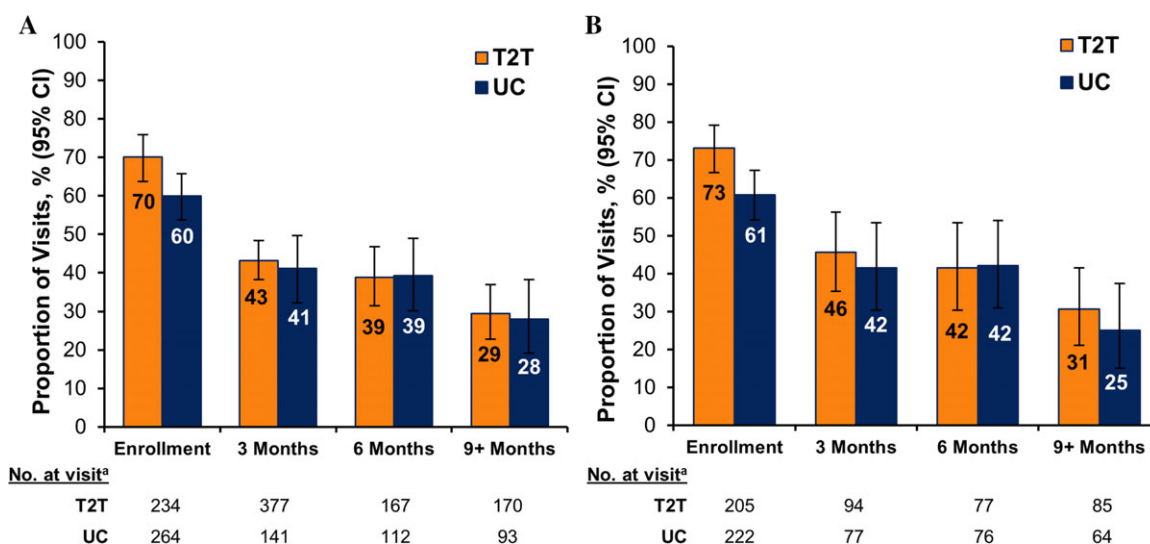 A
Proportion of Visits, % (95% CI)
100
90
80
70
60
50
40
30
20
10
0
T2T
UC
70
60
43
41
39
39
29
28
Enrollment 3 Months 6 Months 9+ Months
No. at visitᵃ
T2T 234 377 167 170
UC 264 141 112 93
B
Proportion of Visits, % (95% CI)
100
90
80
70
60
50
40
30
20
10
0
T2T
UC
73
61
46
42
42
42
31
25
Enrollment 3 Months 6 Months 9+ Months
No. at visitᵃ
T2T 205 94 77 85
UC 222 77 76 64